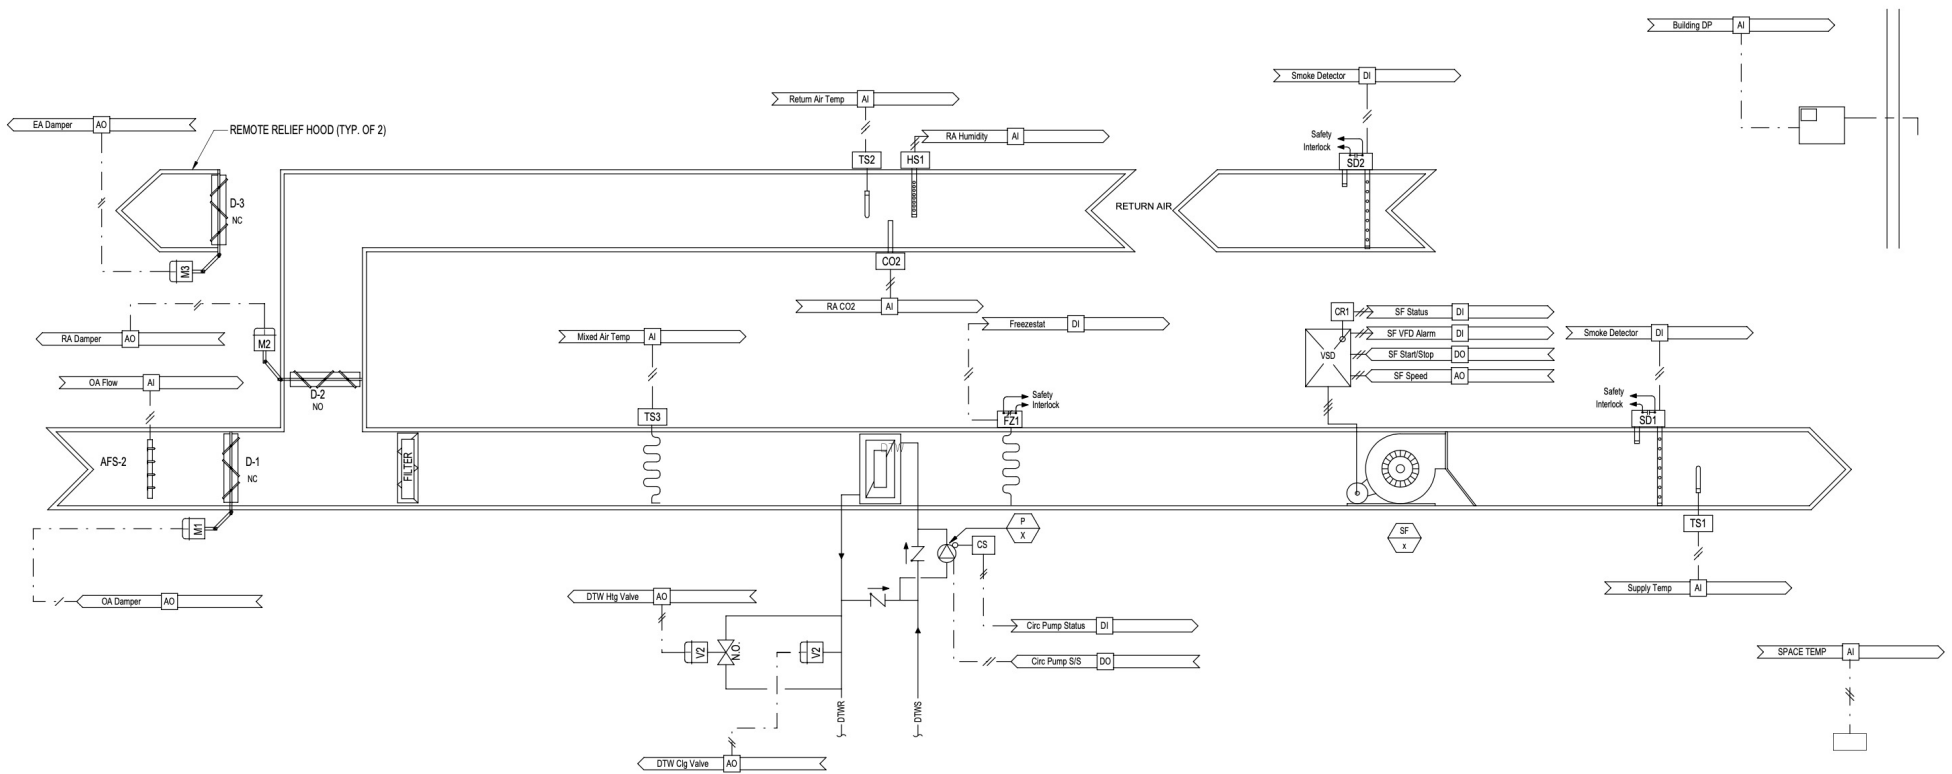 Building DP AI
Smoke Detector DI
Return Air Temp AI
EA Damper AO
REMOTE RELIEF HOOD (TYP. OF 2)
RA Humidity AI
Safety
Interlock
TS2
HS1
SD2
D-3
NC
RETURN AIR
M3
CO2
RA CO2 AI
CR1
SF Status DI
Freezestat DI
SF VFD Alarm DI
Smoke Detector DI
RA Damper AO
M2
Mixed Air Temp AI
VSD
SF Start/Stop DO
SF Speed AO
OA Flow AI
D-2
NO
Safety
Interlock
Safety
Interlock
TS3
FZ1
SD1
AFS-2
D-1
NC
FILTER
DTW
M1
P
X
SF
x
TS1
CS
Supply Temp AI
DTW Htg Valve AO
OA Damper AO
Circ Pump Status DI
V2
N.O.
V2
Circ Pump S/S DO
SPACE TEMP AI
DTWR
DTWS
DTW Clg Valve AO